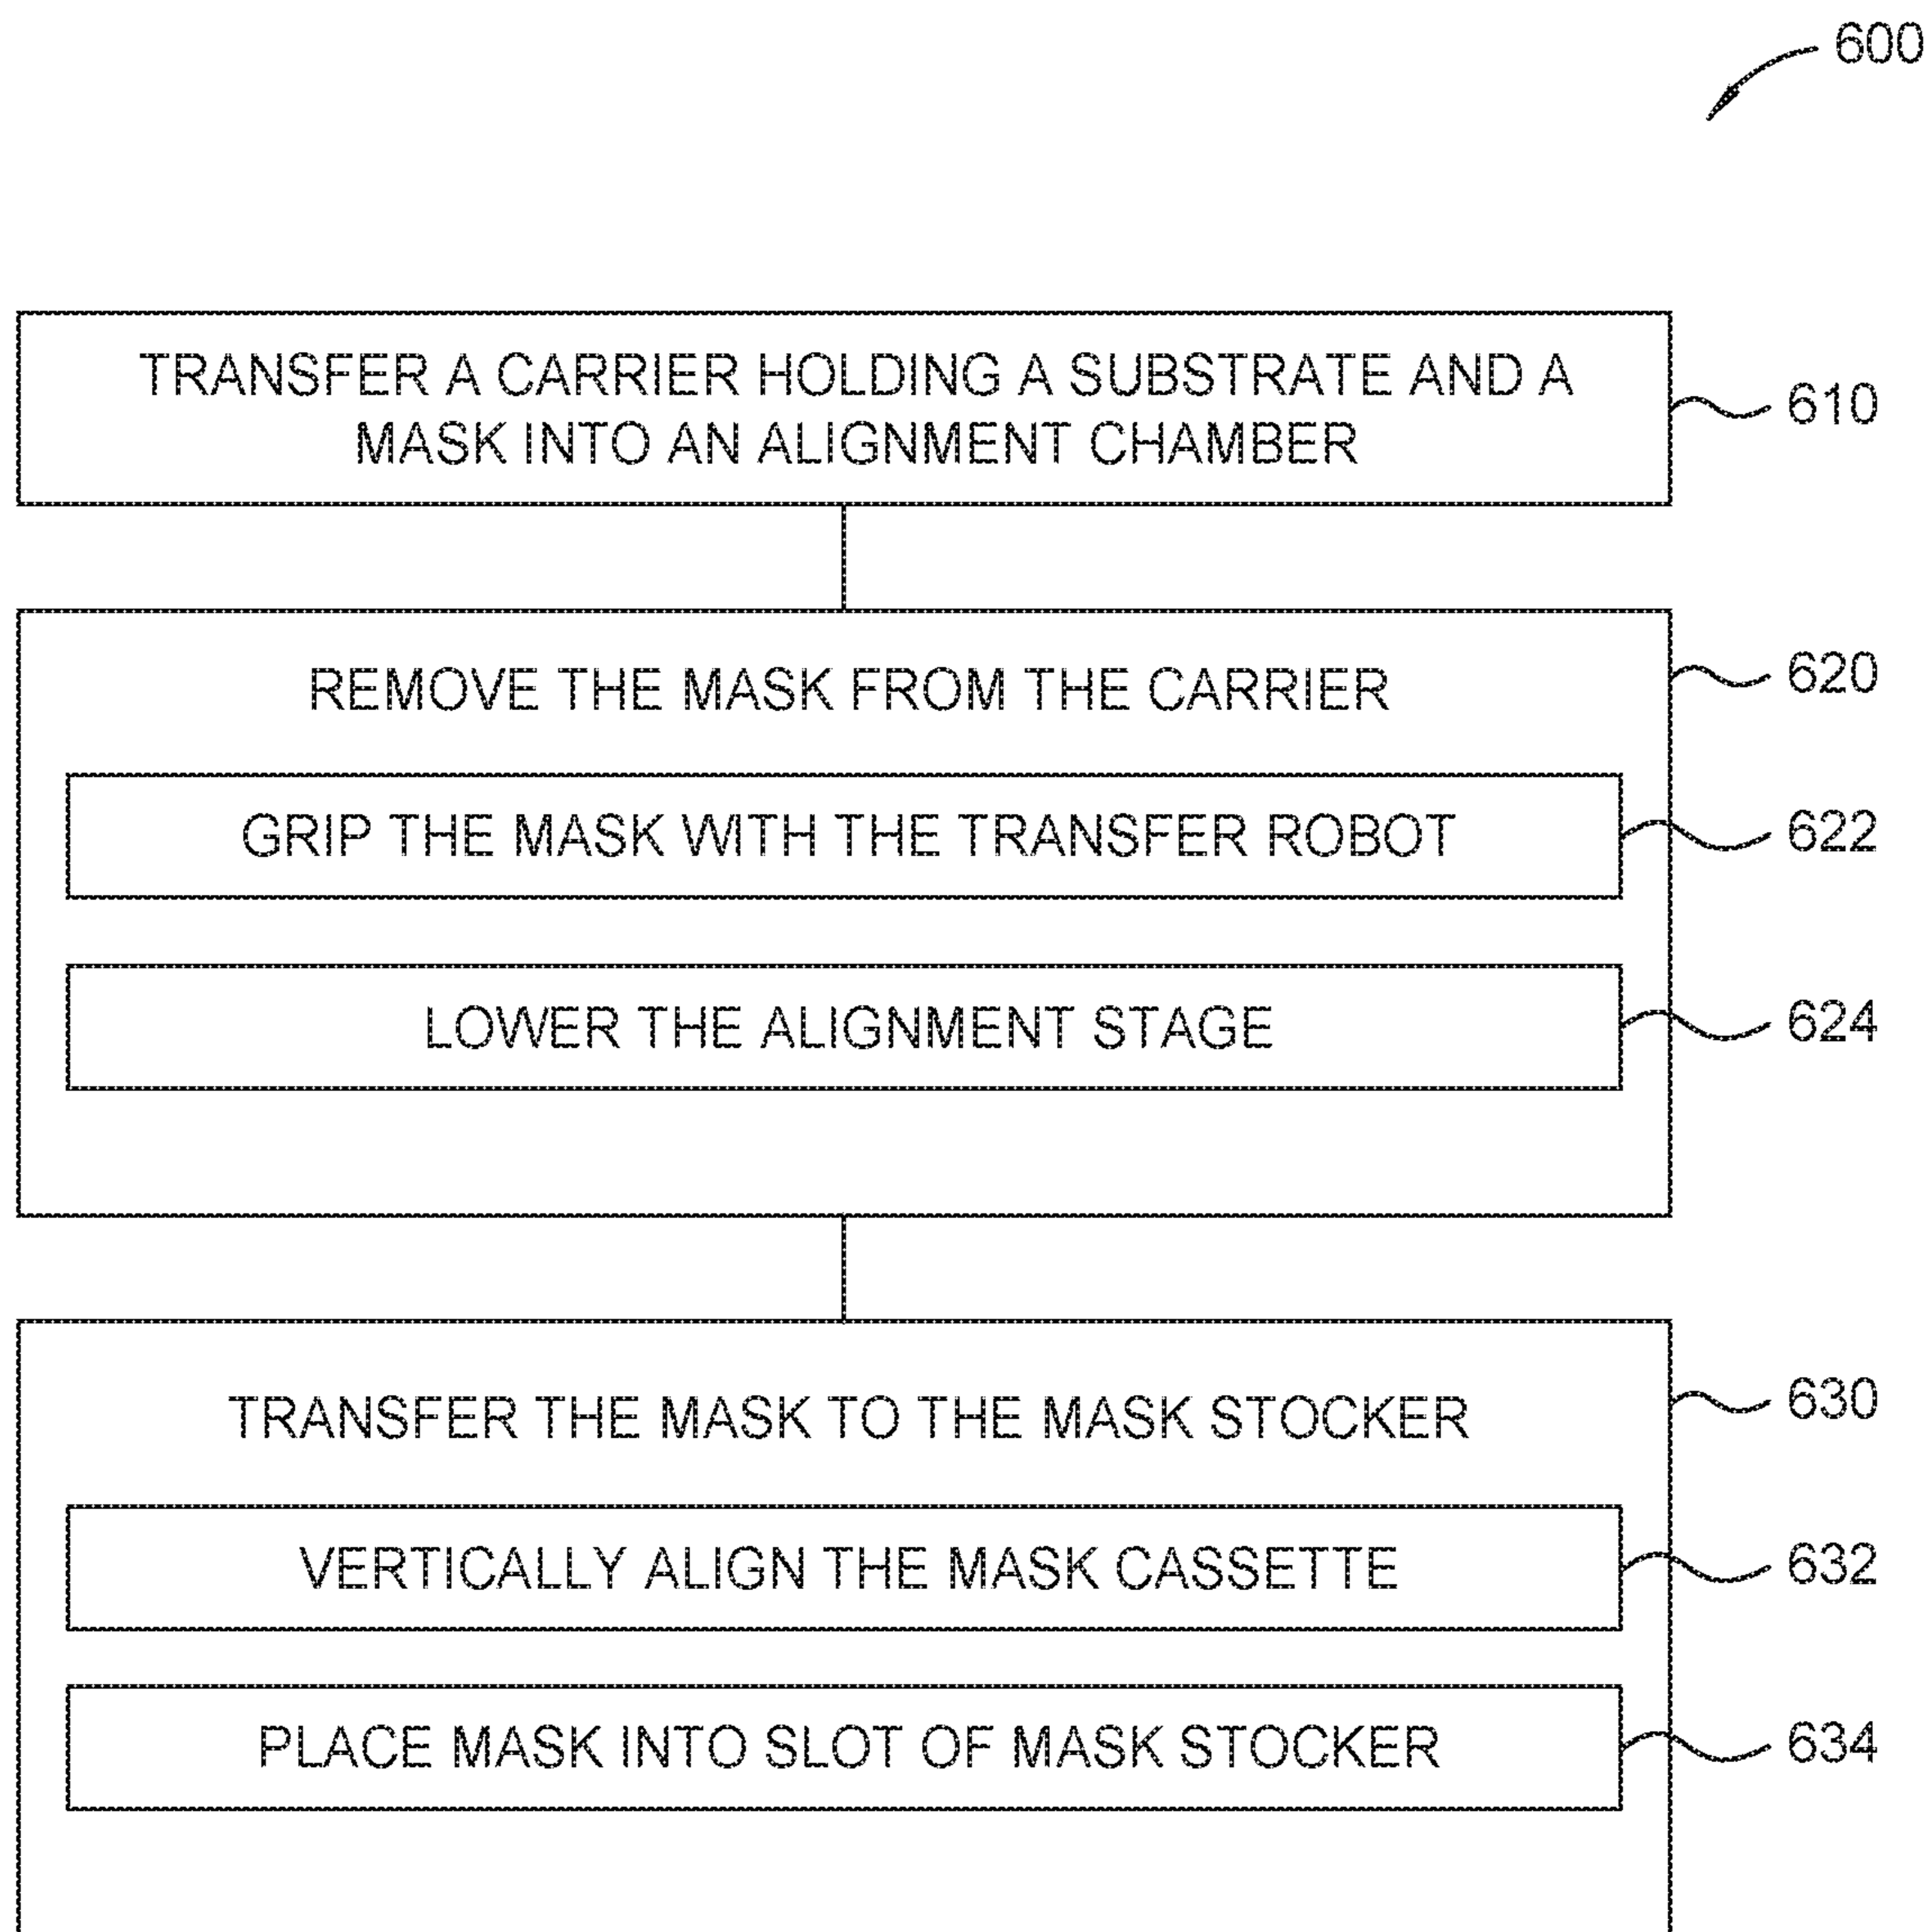 600
TRANSFER A CARRIER HOLDING A SUBSTRATE AND A
MASK INTO AN ALIGNMENT CHAMBER
610
REMOVE THE MASK FROM THE CARRIER
620
GRIP THE MASK WITH THE TRANSFER ROBOT
622
LOWER THE ALIGNMENT STAGE
624
TRANSFER THE MASK TO THE MASK STOCKER
630
VERTICALLY ALIGN THE MASK CASSETTE
632
PLACE MASK INTO SLOT OF MASK STOCKER
634